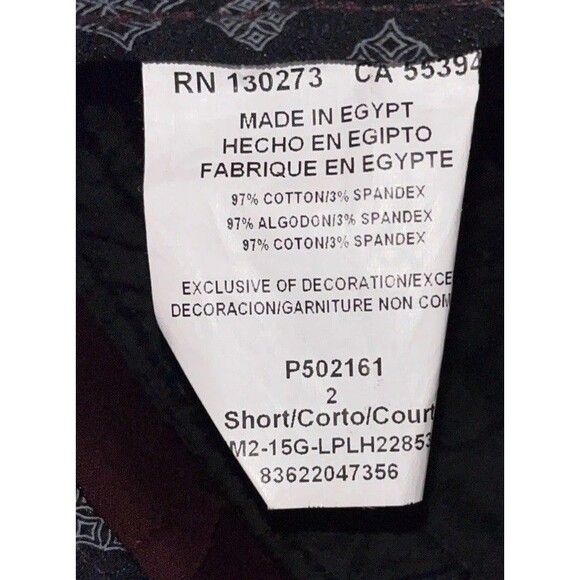 RN 130273 CA 55394
MADE IN EGYPT
HECHO EN EGIPTO
FABRIQUE EN EGYPTE
97% COTTON/3% SPANDEX
97% ALGODON/3% SPANDEX
97% COTON/3% SPANDEX
EXCLUSIVE OF DECORATION/EXCE
DECORACION/GARNITURE NON COM
P502161
2
Short/Corto/Court
M2-15G-LPLH22853
83622047356